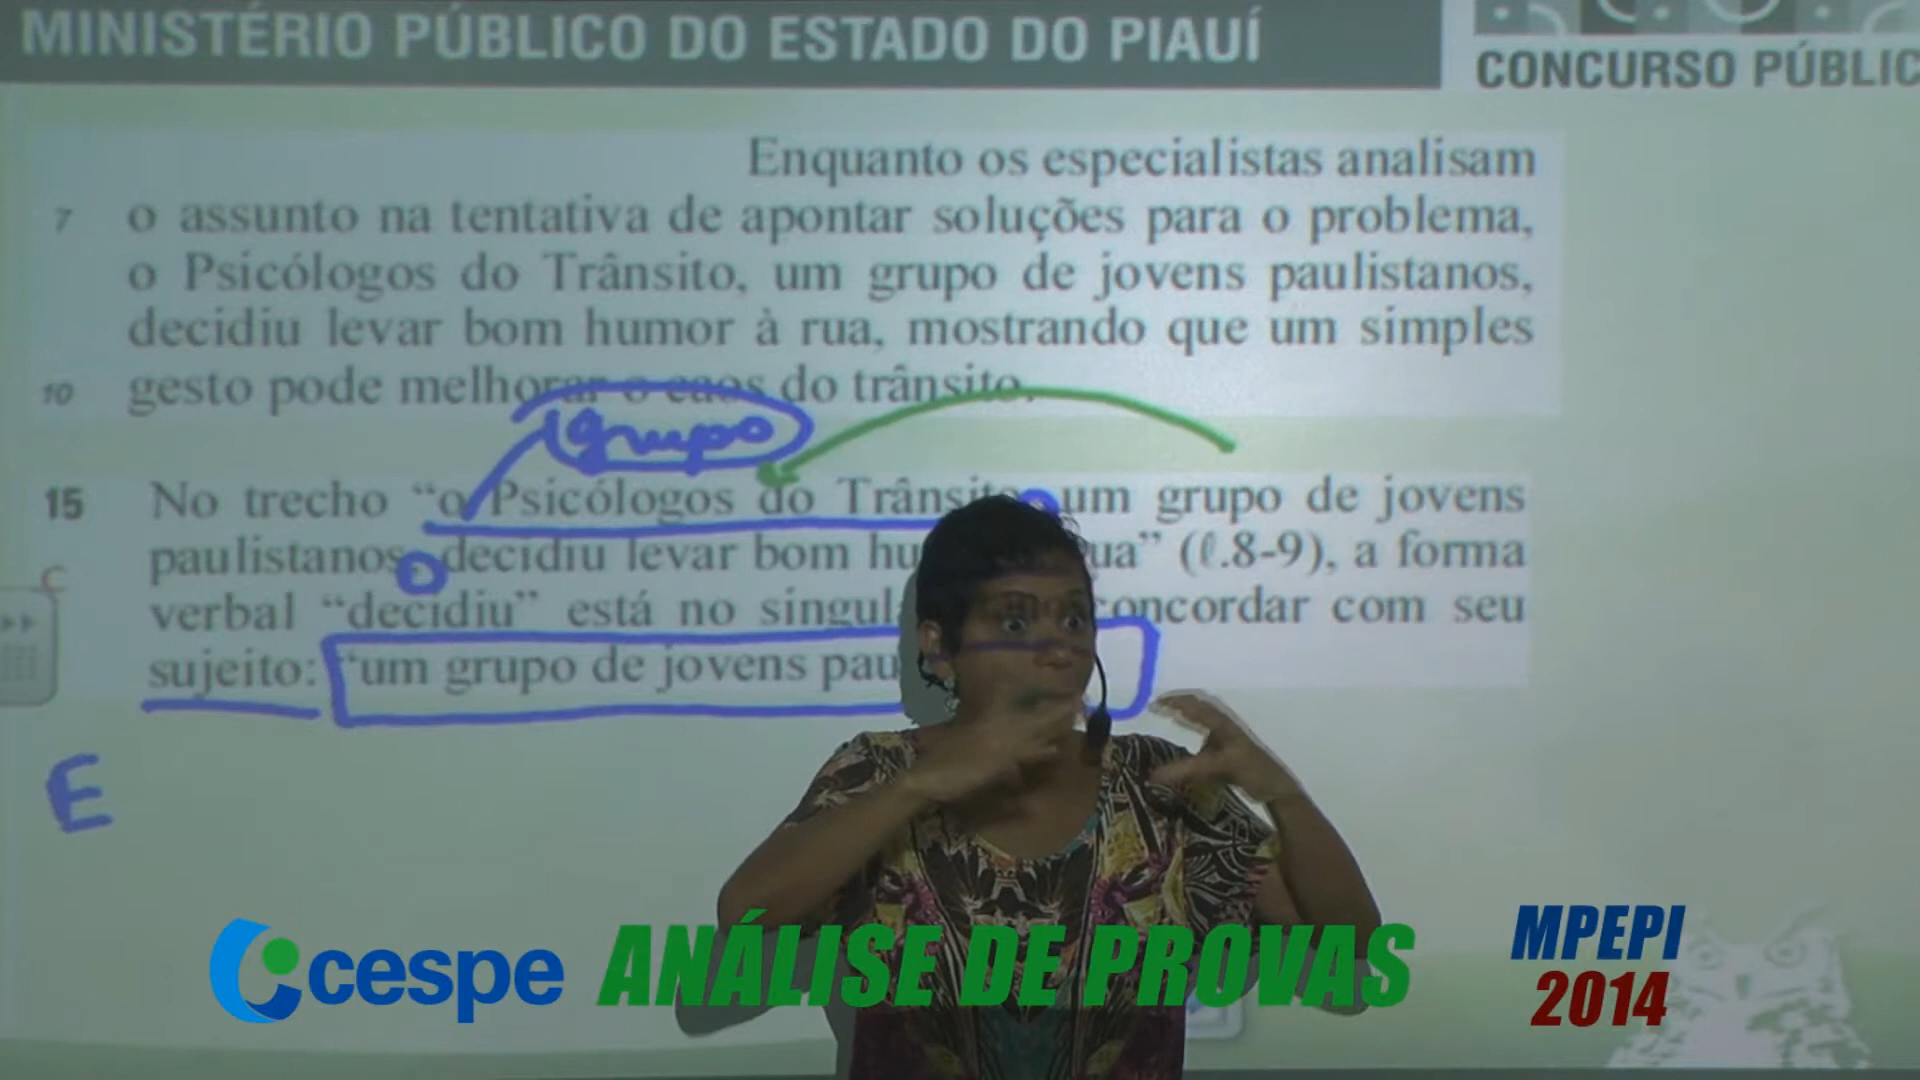 MINISTÉRIO PÚBLICO DO ESTADO DO PIAUÍ
CONCURSO PÚBLIC
Enquanto os especialistas analisam
7 o assunto na tentativa de apontar soluções para o problema,
o Psicólogos do Trânsito, um grupo de jovens paulistanos,
decidiu levar bom humor à rua, mostrando que um simples
10 gesto pode melhorar o caos do trânsito.
grupo
15 No trecho “o Psicólogos do Trânsito, um grupo de jovens
paulistanos, decidiu levar bom hu ua” (ℓ.8-9), a forma
C
verbal “decidiu” está no singula concordar com seu
sujeito: “um grupo de jovens pau
E
cespe ANÁLISE DE PROVAS
MPEPI
2014